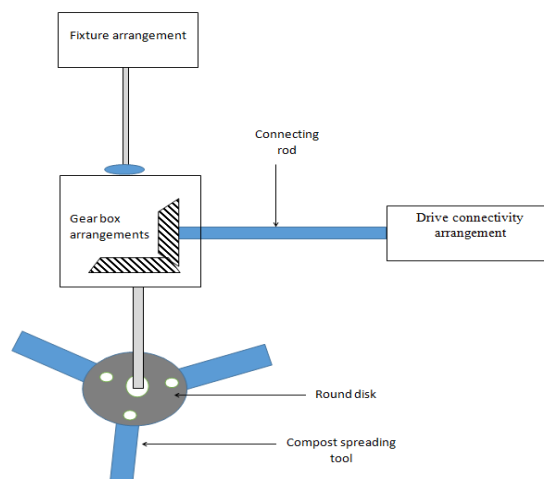 Fixture arrangement
Connecting
rod
Gear box
arrangements
Drive connectivity
arrangement
Round disk
Compost spreading
tool